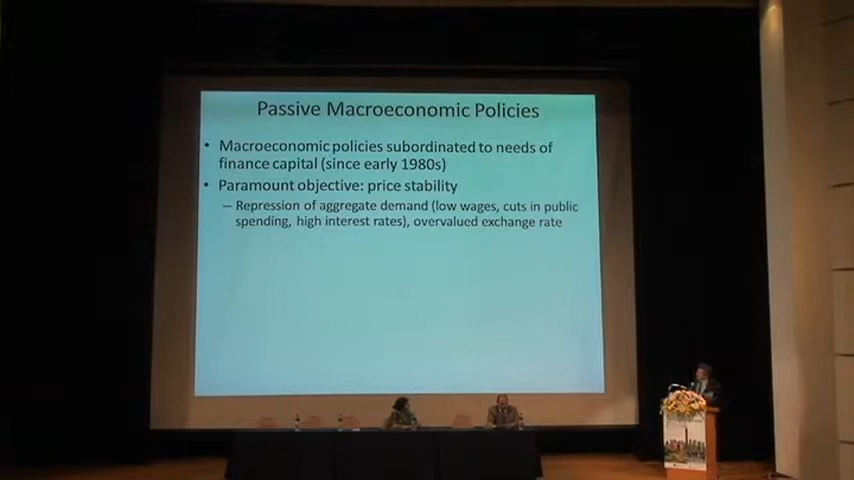 Passive Macroeconomic Policies
• Macroeconomic policies subordinated to needs of
finance capital (since early 1980s)
• Paramount objective: price stability
– Repression of aggregate demand (low wages, cuts in public
spending, high interest rates), overvalued exchange rate